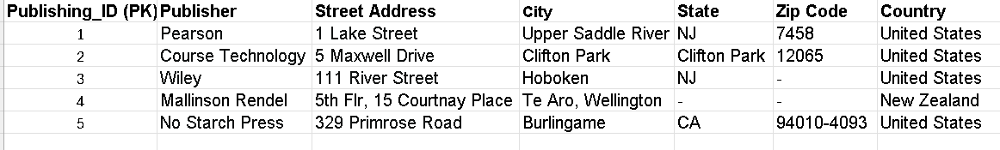 Publishing_ID (PK) Publisher Street Address City State Zip Code Country
1 Pearson 1 Lake Street Upper Saddle River NJ 7458 United States
2 Course Technology 5 Maxwell Drive Clifton Park Clifton Park 12065 United States
3 Wiley 111 River Street Hoboken NJ - United States
4 Mallinson Rendel 5th Flr, 15 Courtnay Place Te Aro, Wellington - - New Zealand
5 No Starch Press 329 Primrose Road Burlingame CA 94010-4093 United States